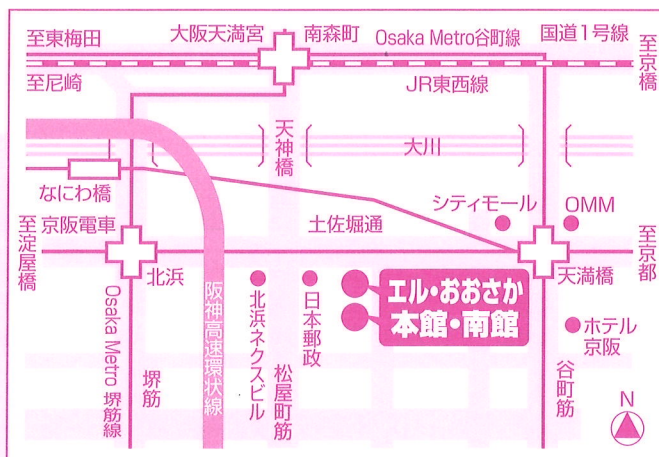 至東梅田
大阪天満宮
南森町
Osaka Metro谷町線
国道1号線
至京橋
至尼崎
JR東西線
天神橋
大川
なにわ橋
シティモール
OMM
至淀屋橋
京阪電車
土佐堀通
至京都
北浜
天満橋
エル・おおさか
本館・南館
Osaka Metro 堺筋線
堺筋
阪神高速環状線
北浜ネクスビル
松屋町筋
日本郵政
ホテル
京阪
谷町筋
N